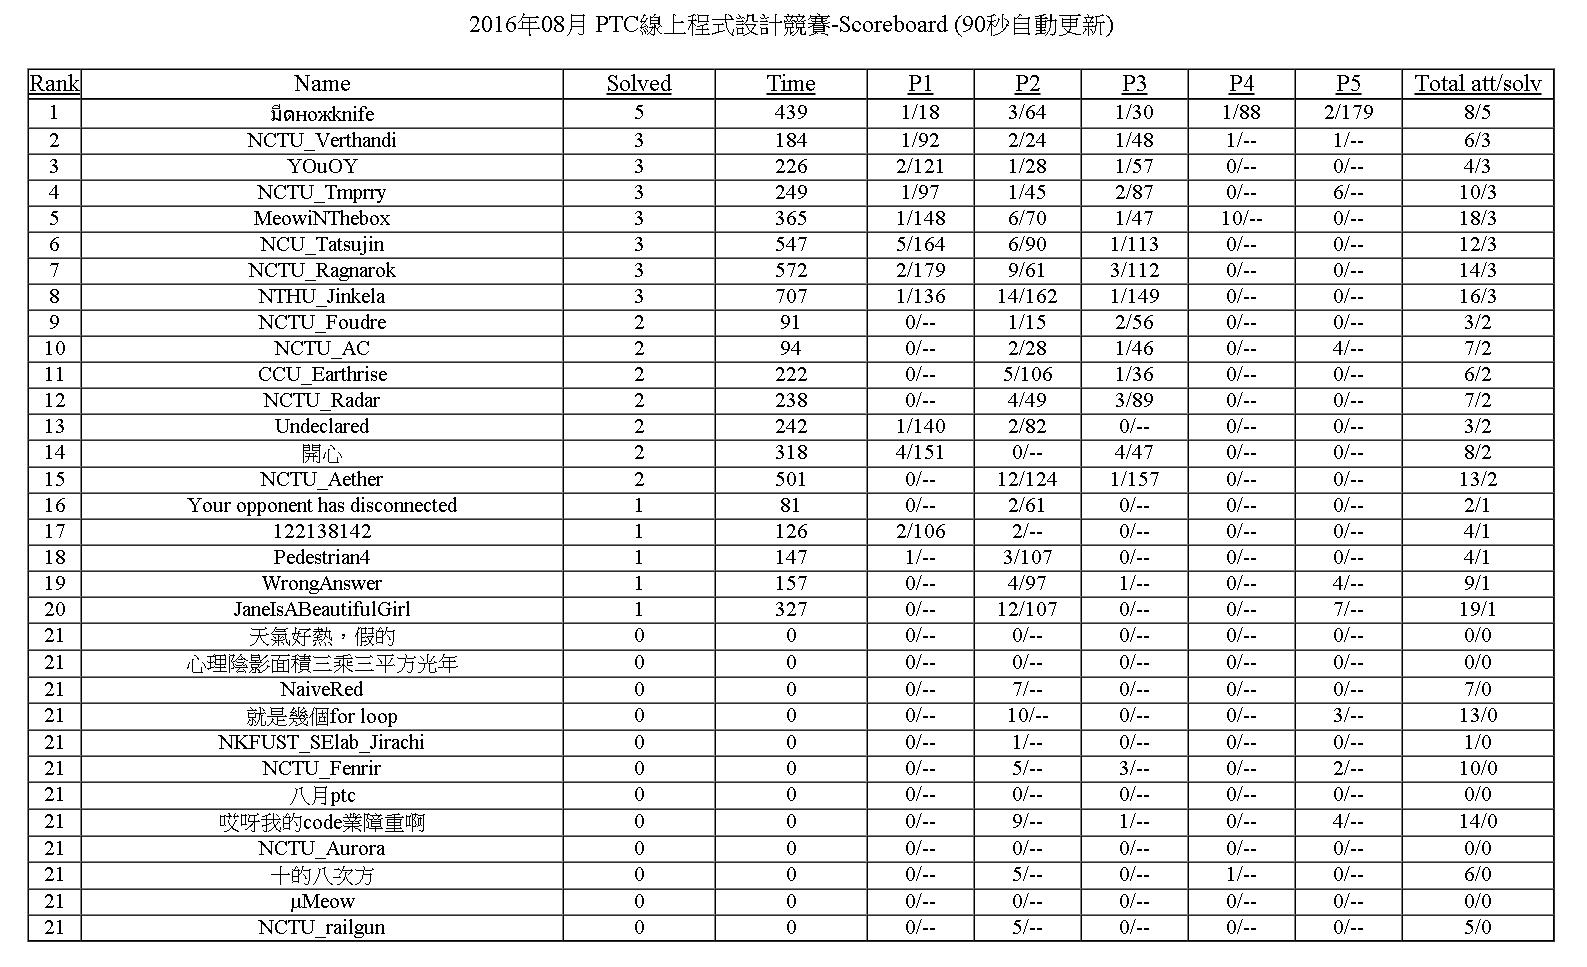 2016年08月 PTC線上程式設計競賽-Scoreboard (90秒自動更新)
Rank Name Solved Time P1 P2 P3 P4 P5 Total att/solv
1 มีดножknife 5 439 1/18 3/64 1/30 1/88 2/179 8/5
2 NCTU_Verthandi 3 184 1/92 2/24 1/48 1/-- 1/-- 6/3
3 YOuOY 3 226 2/121 1/28 1/57 0/-- 0/-- 4/3
4 NCTU_Tmprry 3 249 1/97 1/45 2/87 0/-- 6/-- 10/3
5 MeowiNThebox 3 365 1/148 6/70 1/47 10/-- 0/-- 18/3
6 NCU_Tatsujin 3 547 5/164 6/90 1/113 0/-- 0/-- 12/3
7 NCTU_Ragnarok 3 572 2/179 9/61 3/112 0/-- 0/-- 14/3
8 NTHU_Jinkela 3 707 1/136 14/162 1/149 0/-- 0/-- 16/3
9 NCTU_Foudre 2 91 0/-- 1/15 2/56 0/-- 0/-- 3/2
10 NCTU_AC 2 94 0/-- 2/28 1/46 0/-- 4/-- 7/2
11 CCU_Earthrise 2 222 0/-- 5/106 1/36 0/-- 0/-- 6/2
12 NCTU_Radar 2 238 0/-- 4/49 3/89 0/-- 0/-- 7/2
13 Undeclared 2 242 1/140 2/82 0/-- 0/-- 0/-- 3/2
14 開心 2 318 4/151 0/-- 4/47 0/-- 0/-- 8/2
15 NCTU_Aether 2 501 0/-- 12/124 1/157 0/-- 0/-- 13/2
16 Your opponent has disconnected 1 81 0/-- 2/61 0/-- 0/-- 0/-- 2/1
17 122138142 1 126 2/106 2/-- 0/-- 0/-- 0/-- 4/1
18 Pedestrian4 1 147 1/-- 3/107 0/-- 0/-- 0/-- 4/1
19 WrongAnswer 1 157 0/-- 4/97 1/-- 0/-- 4/-- 9/1
20 JaneIsABeautifulGirl 1 327 0/-- 12/107 0/-- 0/-- 7/-- 19/1
21 天氣好熱，假的 0 0 0/-- 0/-- 0/-- 0/-- 0/-- 0/0
21 心理陰影面積三乘三平方光年 0 0 0/-- 0/-- 0/-- 0/-- 0/-- 0/0
21 NaiveRed 0 0 0/-- 7/-- 0/-- 0/-- 0/-- 7/0
21 就是幾個for loop 0 0 0/-- 10/-- 0/-- 0/-- 3/-- 13/0
21 NKFUST_SElab_Jirachi 0 0 0/-- 1/-- 0/-- 0/-- 0/-- 1/0
21 NCTU_Fenrir 0 0 0/-- 5/-- 3/-- 0/-- 2/-- 10/0
21 八月ptc 0 0 0/-- 0/-- 0/-- 0/-- 0/-- 0/0
21 哎呀我的code業障重啊 0 0 0/-- 9/-- 1/-- 0/-- 4/-- 14/0
21 NCTU_Aurora 0 0 0/-- 0/-- 0/-- 0/-- 0/-- 0/0
21 十的八次方 0 0 0/-- 5/-- 0/-- 1/-- 0/-- 6/0
21 μMeow 0 0 0/-- 0/-- 0/-- 0/-- 0/-- 0/0
21 NCTU_railgun 0 0 0/-- 5/-- 0/-- 0/-- 0/-- 5/0